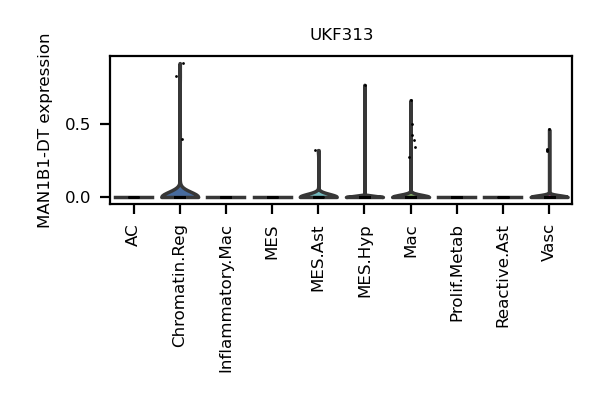 UKF313
MAN1B1-DT expression
0.5
0.0
AC
Chromatin.Reg
Inflammatory.Mac
MES
MES.Ast
MES.Hyp
Mac
Prolif.Metab
Reactive.Ast
Vasc